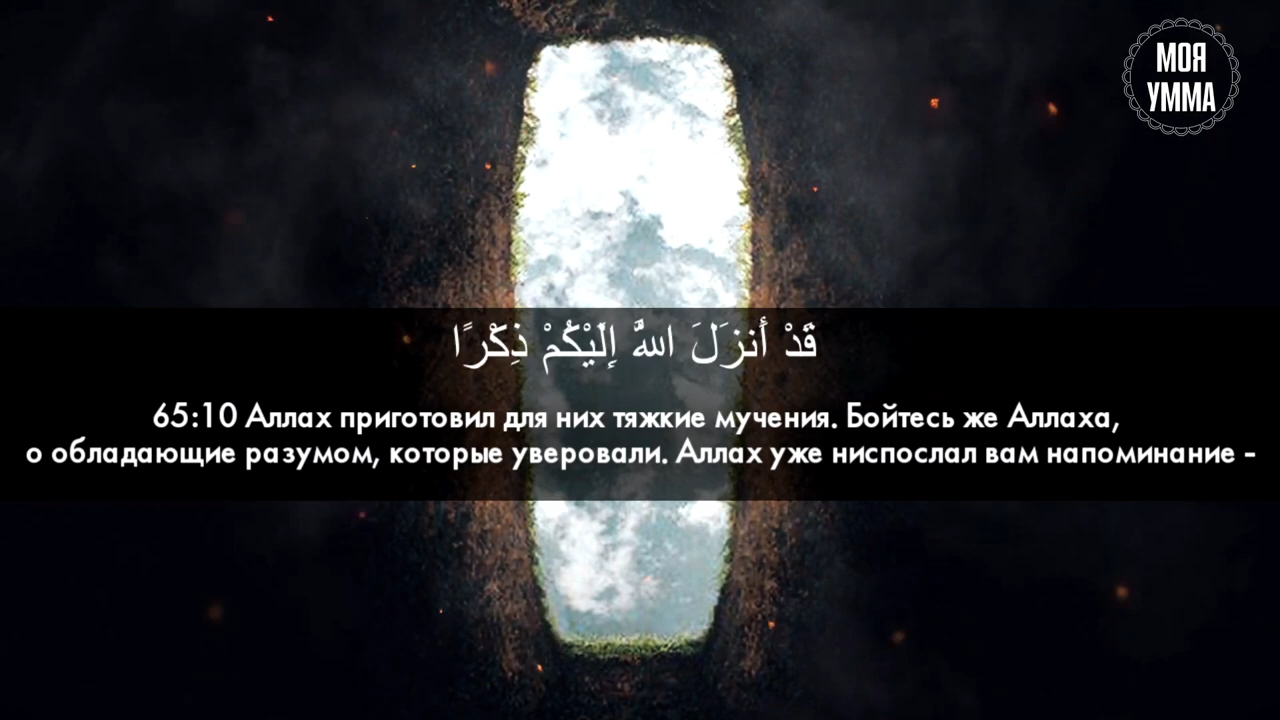 МОЯ
УММА
قَدْ أَنزَلَ اللَّهُ إِلَيْكُمْ ذِكْرًا
65:10 Аллах приготовил для них тяжкие мучения. Бойтесь же Аллаха,
о обладающие разумом, которые уверовали. Аллах уже ниспослал вам напоминание -